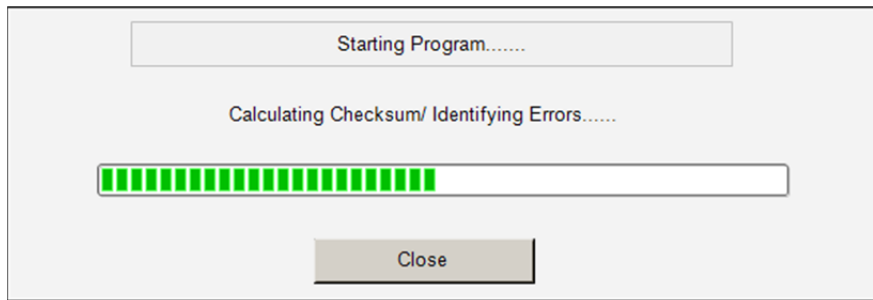 Starting Program.......
Calculating Checksum/ Identifying Errors......
Close